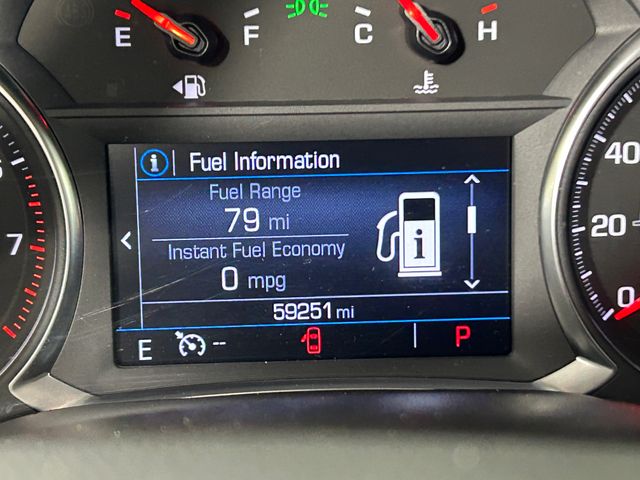 E F C H
Fuel Information
Fuel Range
79 mi
Instant Fuel Economy
0 mpg
59251 mi
E -- P
7
40
20
0